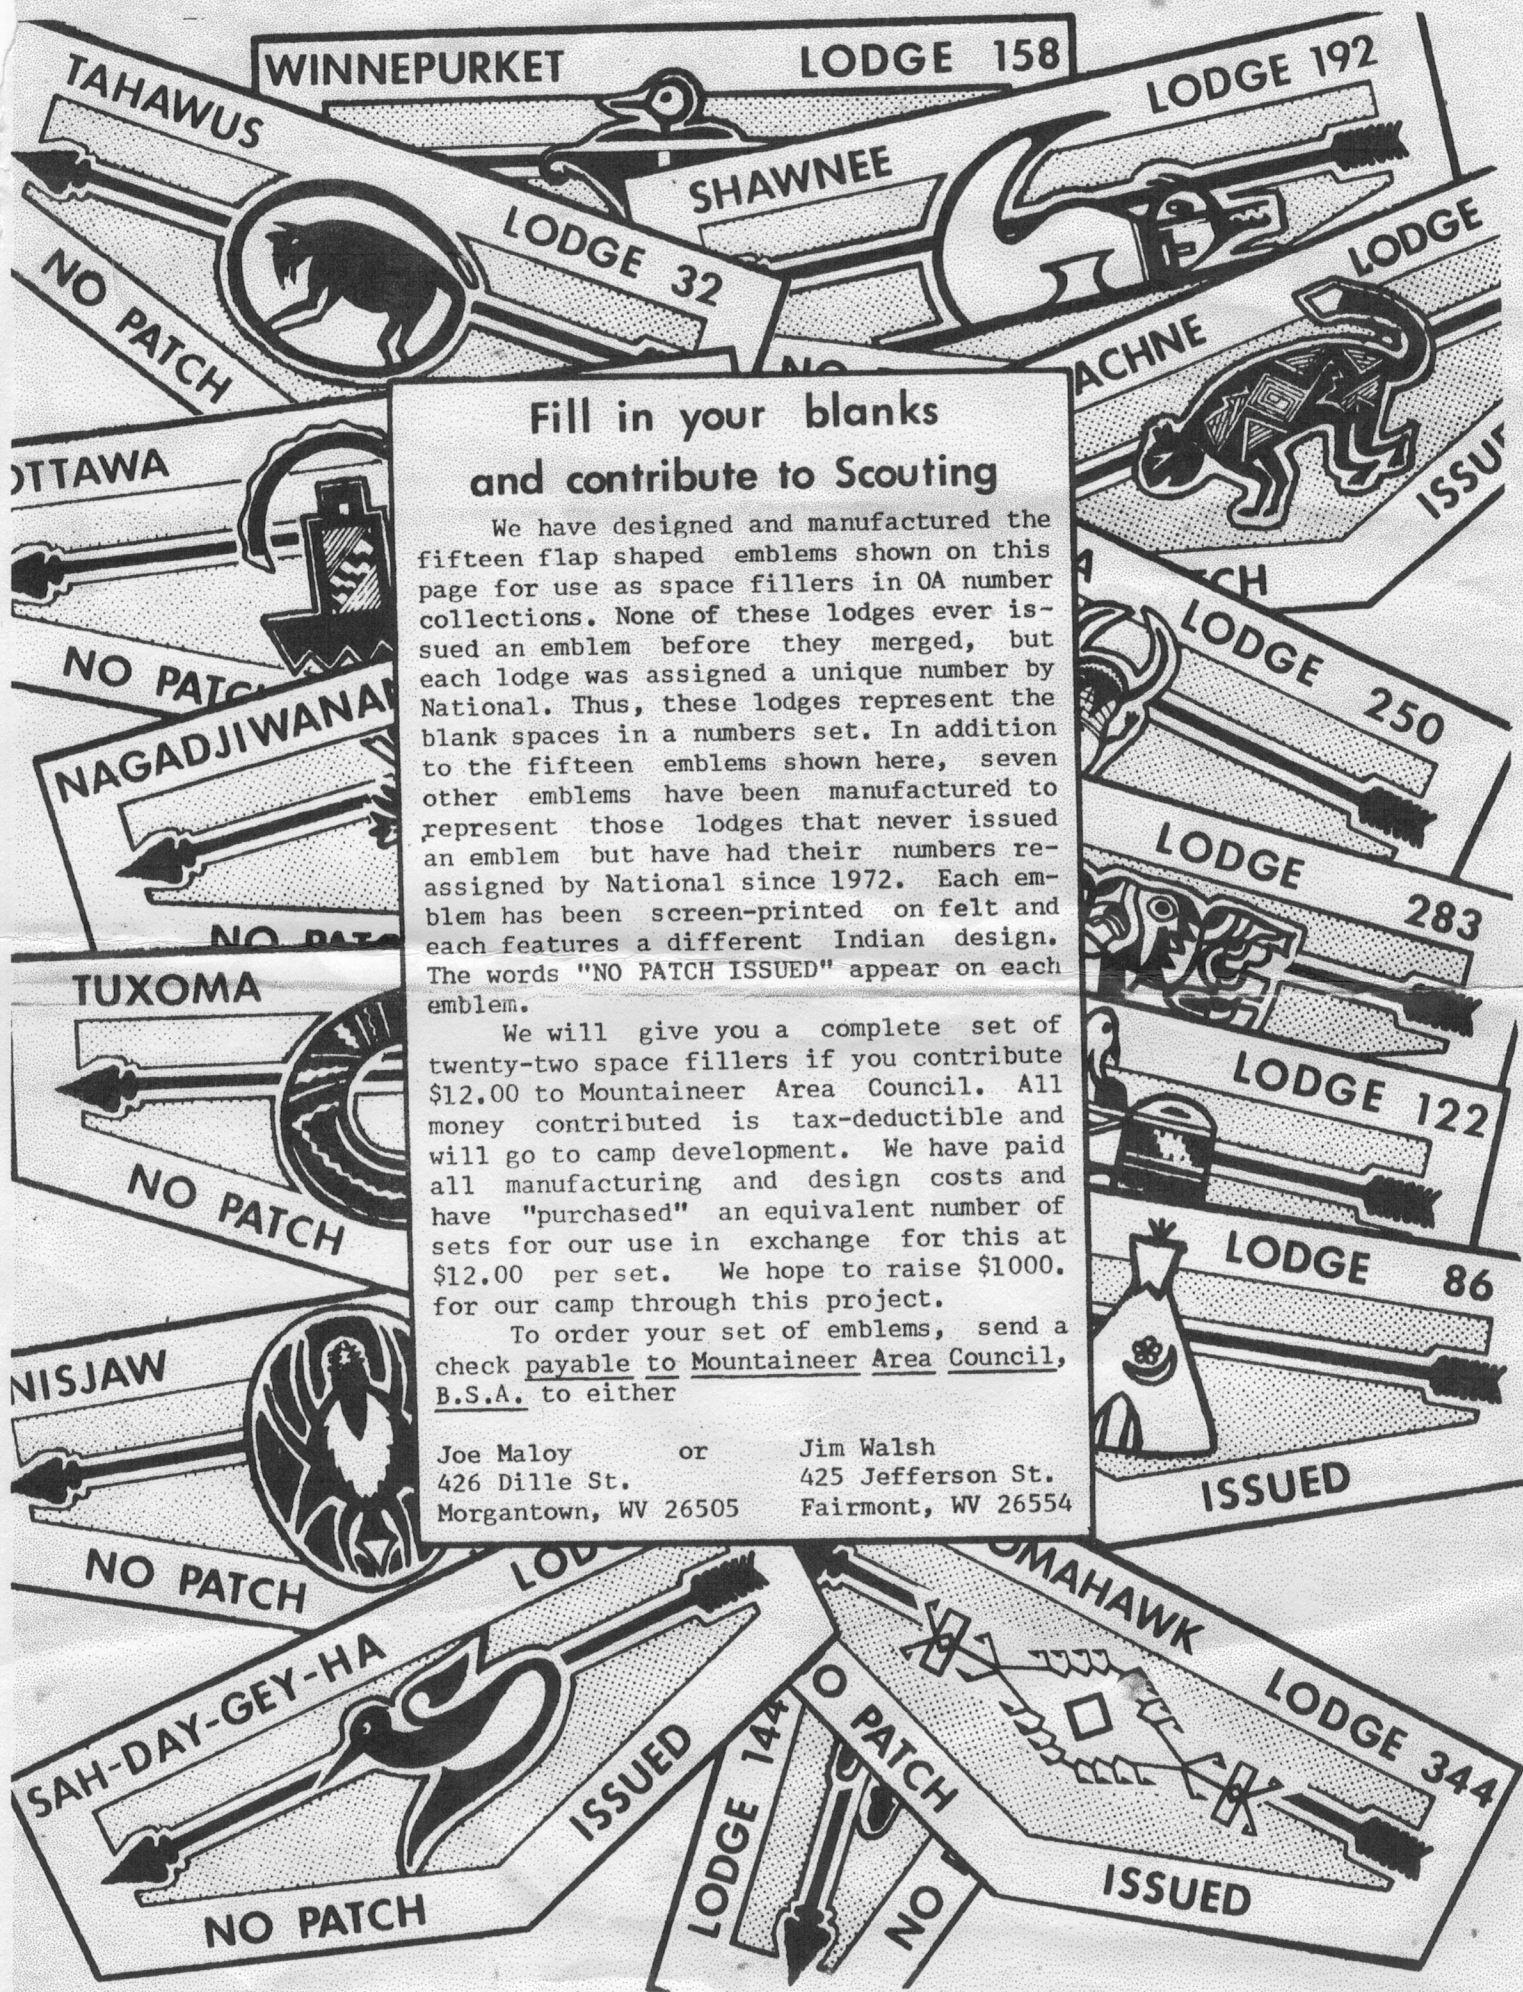 WINNEPURKET LODGE 158
TAHAWUS
LODGE 32
NO PATCH
SHAWNEE
LODGE 192
NO
ACHNE
LODGE
ISSUE
CH
OTTAWA
NO PATCH
NAGADJIWANAN
NO PATC
TUXOMA
NO PATCH
NISJAW
NO PATCH
A
LODGE 250
LODGE 283
LODGE 122
LODGE 86
ISSUED
Fill in your blanks
and contribute to Scouting
We have designed and manufactured the
fifteen flap shaped emblems shown on this
page for use as space fillers in OA number
collections. None of these lodges ever is-
sued an emblem before they merged, but
each lodge was assigned a unique number by
National. Thus, these lodges represent the
blank spaces in a numbers set. In addition
to the fifteen emblems shown here, seven
other emblems have been manufactured to
represent those lodges that never issued
an emblem but have had their numbers re-
assigned by National since 1972. Each em-
blem has been screen-printed on felt and
each features a different Indian design.
The words "NO PATCH ISSUED" appear on each
emblem.
We will give you a complete set of
twenty-two space fillers if you contribute
$12.00 to Mountaineer Area Council. All
money contributed is tax-deductible and
will go to camp development. We have paid
all manufacturing and design costs and
have "purchased" an equivalent number of
sets for our use in exchange for this at
$12.00 per set. We hope to raise $1000.
for our camp through this project.
To order your set of emblems, send a
check payable to Mountaineer Area Council,
B.S.A. to either
Joe Maloy or Jim Walsh
426 Dille St. 425 Jefferson St.
Morgantown, WV 26505 Fairmont, WV 26554
SAH-DAY-GEY-HA
LOD
NO PATCH
ISSUED
LODGE 144
NO
OMAHAWK
LODGE 344
O PATCH
ISSUED